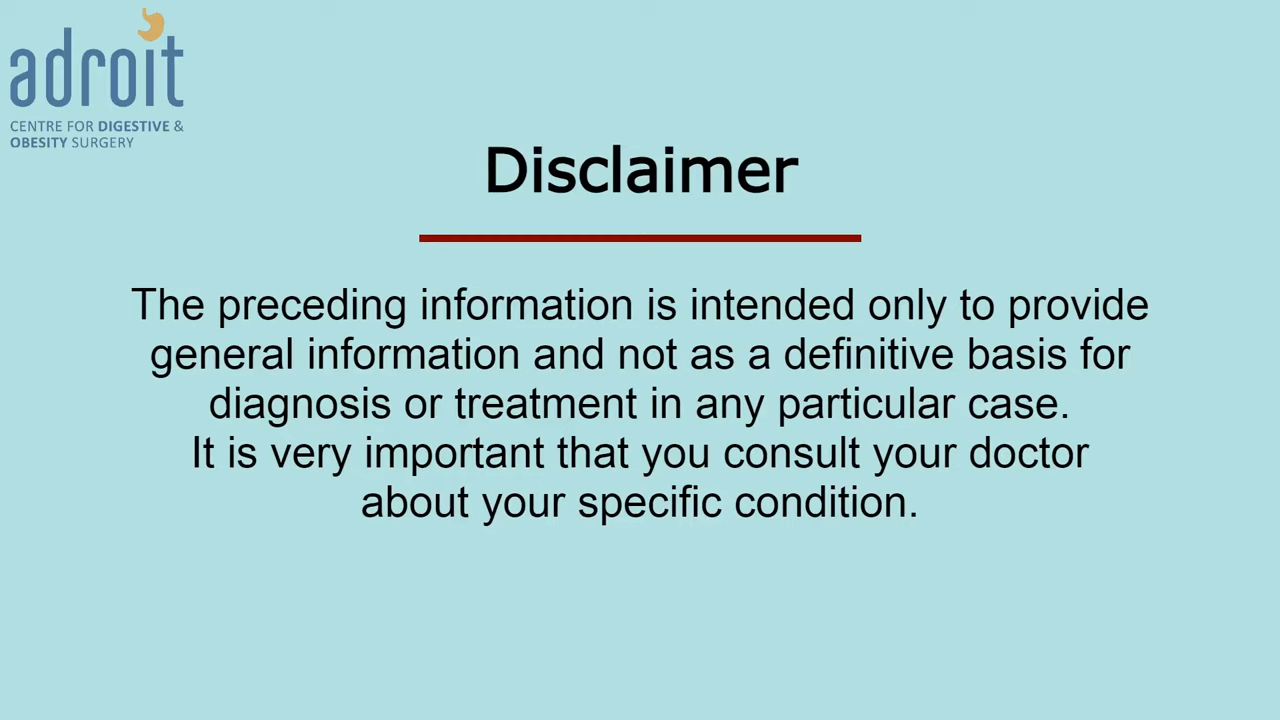 adroit
CENTRE FOR DIGESTIVE &
OBESITY SURGERY
Disclaimer
The preceding information is intended only to provide
general information and not as a definitive basis for
diagnosis or treatment in any particular case.
It is very important that you consult your doctor
about your specific condition.